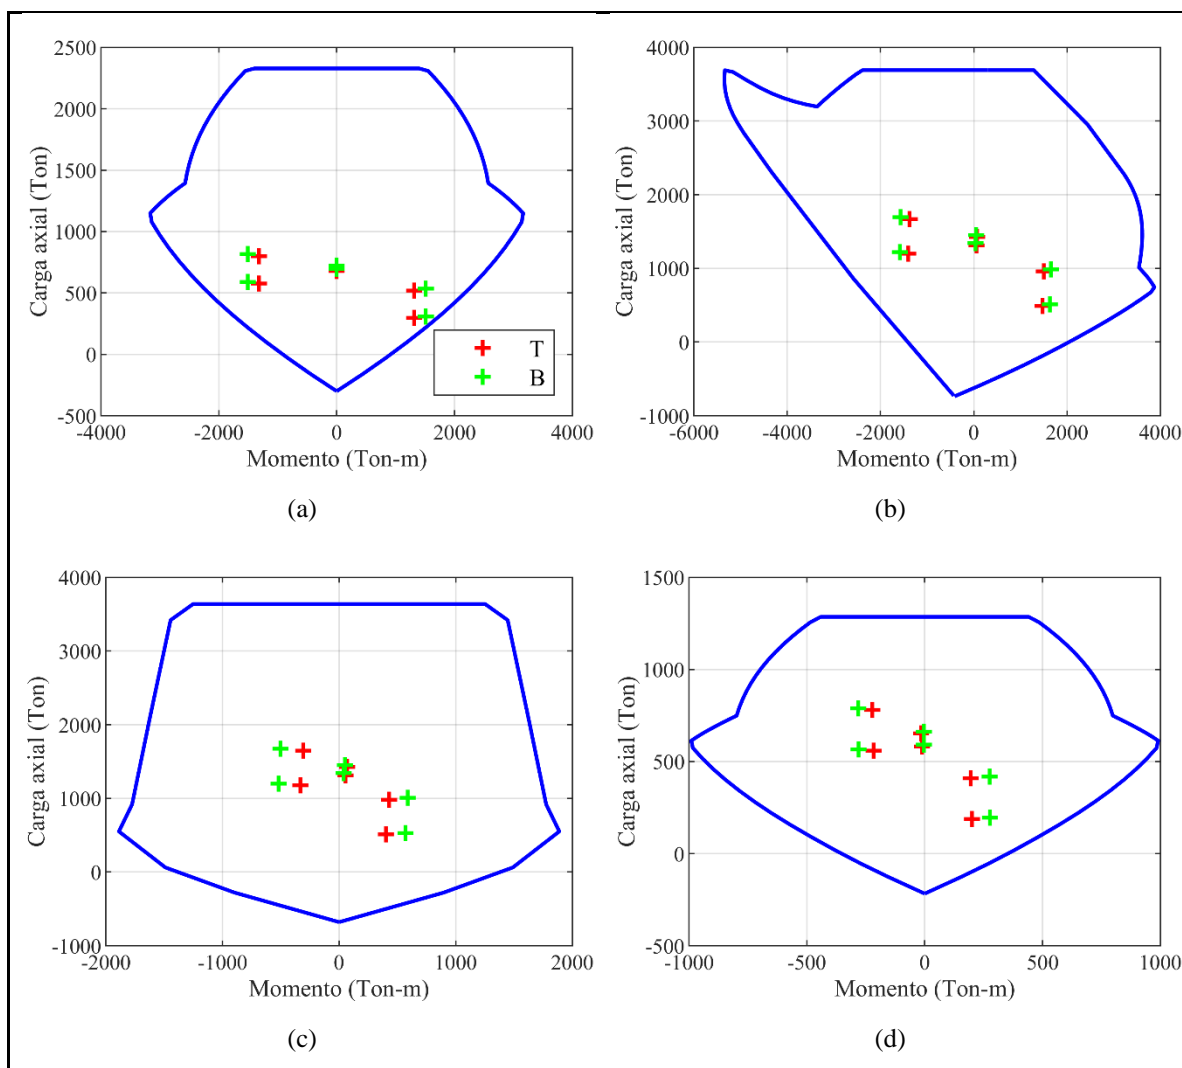 2500
2000
1500
1000
500
0
-500
-4000 -2000 0 2000 4000
Carga axial (Ton)
Momento (Ton-m)
T
B
(a)
4000
3000
2000
1000
0
-1000
-6000 -4000 -2000 0 2000 4000
Carga axial (Ton)
Momento (Ton-m)
(b)
4000
3000
2000
1000
0
-1000
-2000 -1000 0 1000 2000
Carga axial (Ton)
Momento (Ton-m)
(c)
1500
1000
500
0
-500
-1000 -500 0 500 1000
Carga axial (Ton)
Momento (Ton-m)
(d)